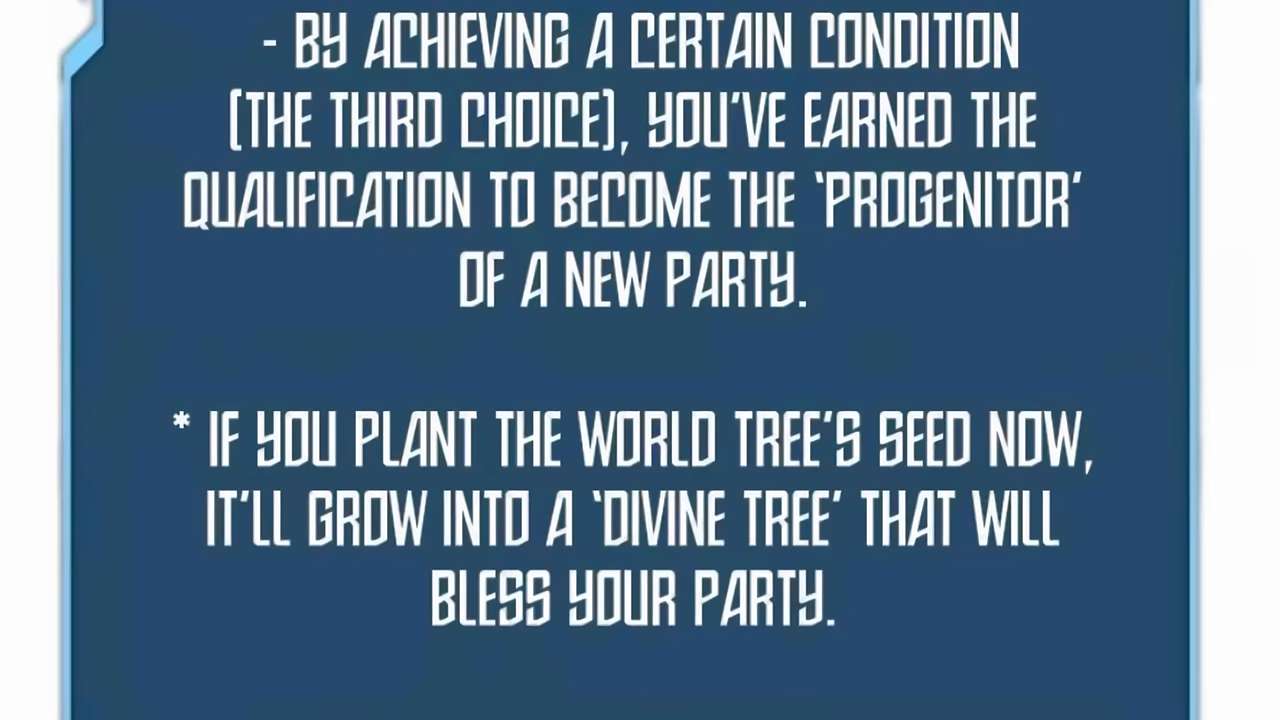 - BY ACHIEVING A CERTAIN CONDITION
(THE THIRD CHOICE), YOU'VE EARNED THE
QUALIFICATION TO BECOME THE 'PROGENITOR'
OF A NEW PARTY.
* IF YOU PLANT THE WORLD TREE'S SEED NOW,
IT'LL GROW INTO A 'DIVINE TREE' THAT WILL
BLESS YOUR PARTY.